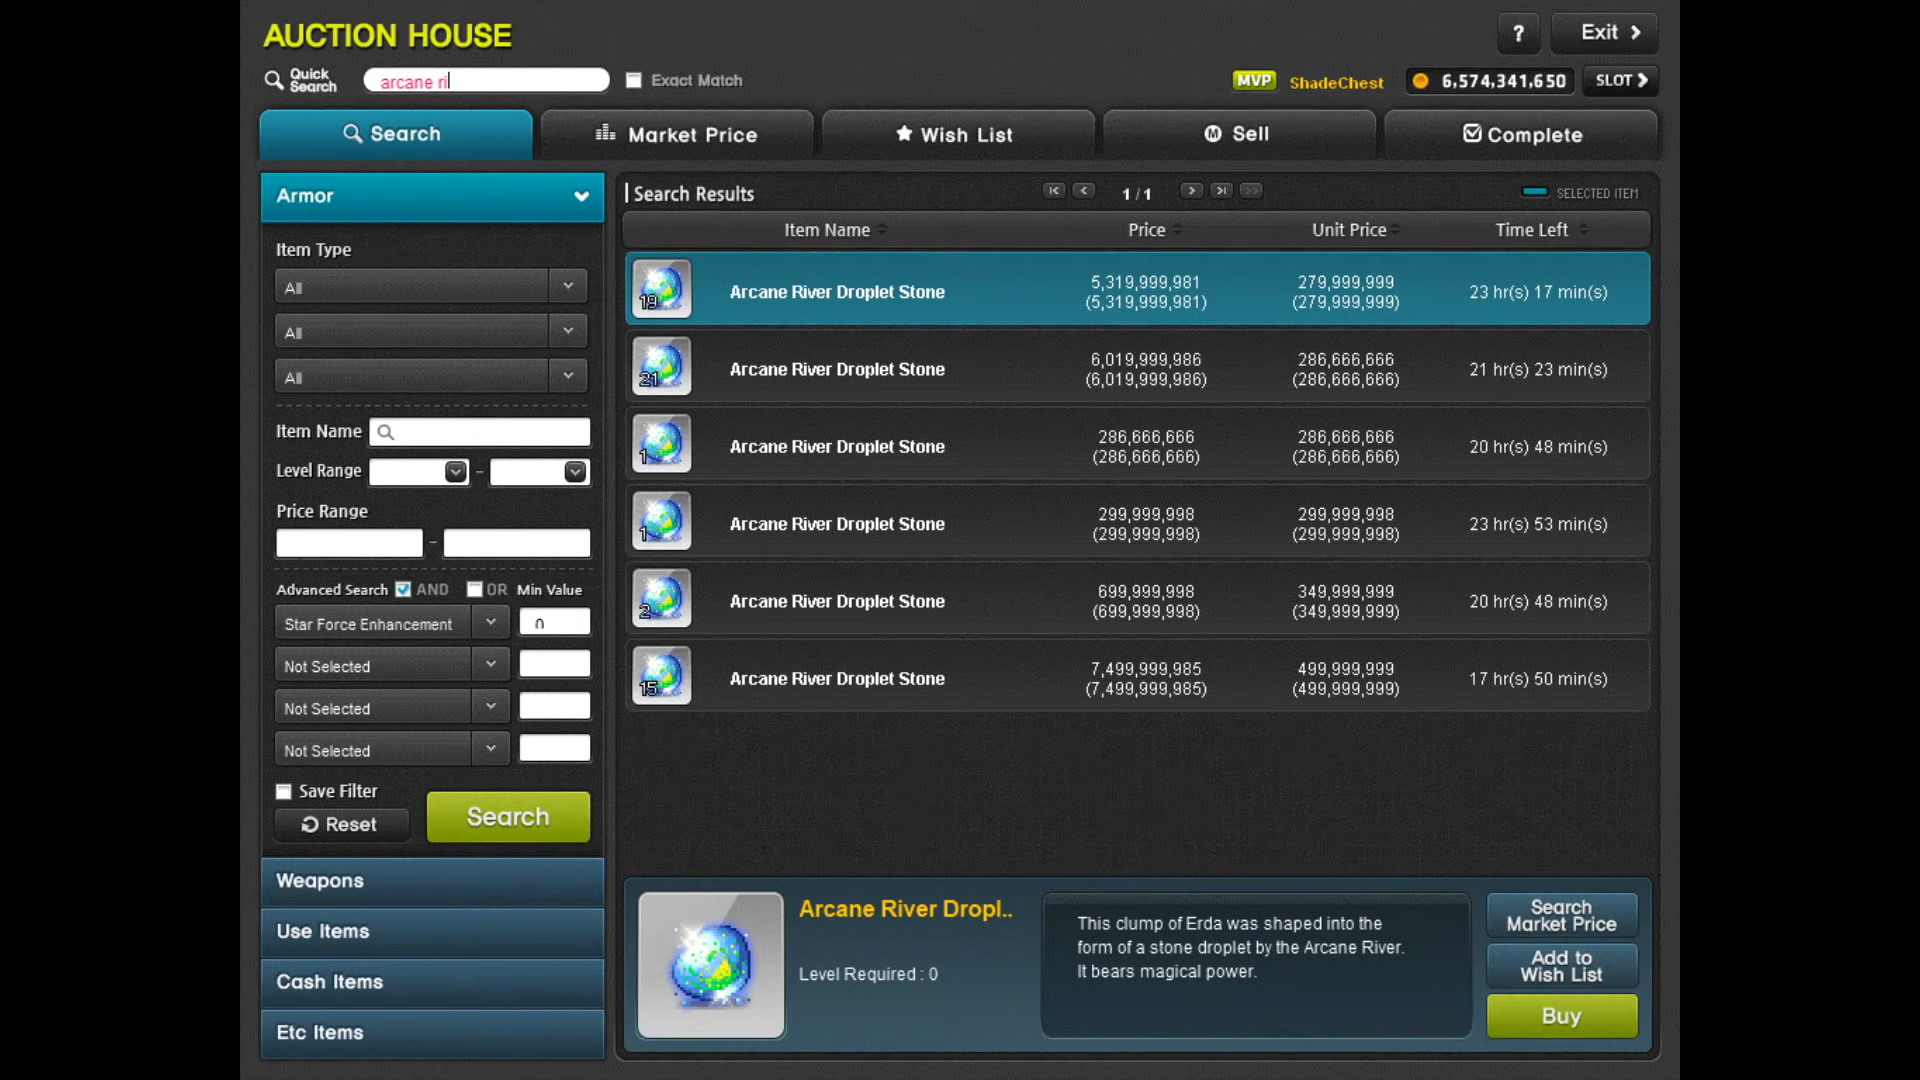 AUCTION HOUSE
?
Exit
Quick Search
arcane ri
Exact Match
MVP
ShadeChest
6,574,341,650
SLOT
Search
Market Price
Wish List
Sell
Complete
Armor
Item Type
All
All
All
Item Name
Level Range
-
Price Range
-
Advanced Search AND OR Min Value
Star Force Enhancement 0
Not Selected
Not Selected
Not Selected
Save Filter
Reset
Search
Weapons
Use Items
Cash Items
Etc Items
Search Results
1 / 1
SELECTED ITEM
Item Name Price Unit Price Time Left
19 Arcane River Droplet Stone 5,319,999,981 279,999,999 23 hr(s) 17 min(s)
(5,319,999,981) (279,999,999)
21 Arcane River Droplet Stone 6,019,999,986 286,666,666 21 hr(s) 23 min(s)
(6,019,999,986) (286,666,666)
1 Arcane River Droplet Stone 286,666,666 286,666,666 20 hr(s) 48 min(s)
(286,666,666) (286,666,666)
1 Arcane River Droplet Stone 299,999,998 299,999,998 23 hr(s) 53 min(s)
(299,999,998) (299,999,998)
2 Arcane River Droplet Stone 699,999,998 349,999,999 20 hr(s) 48 min(s)
(699,999,998) (349,999,999)
15 Arcane River Droplet Stone 7,499,999,985 499,999,999 17 hr(s) 50 min(s)
(7,499,999,985) (499,999,999)
Arcane River Dropl..
Level Required : 0
This clump of Erda was shaped into the
form of a stone droplet by the Arcane River.
It bears magical power.
Search
Market Price
Add to
Wish List
Buy